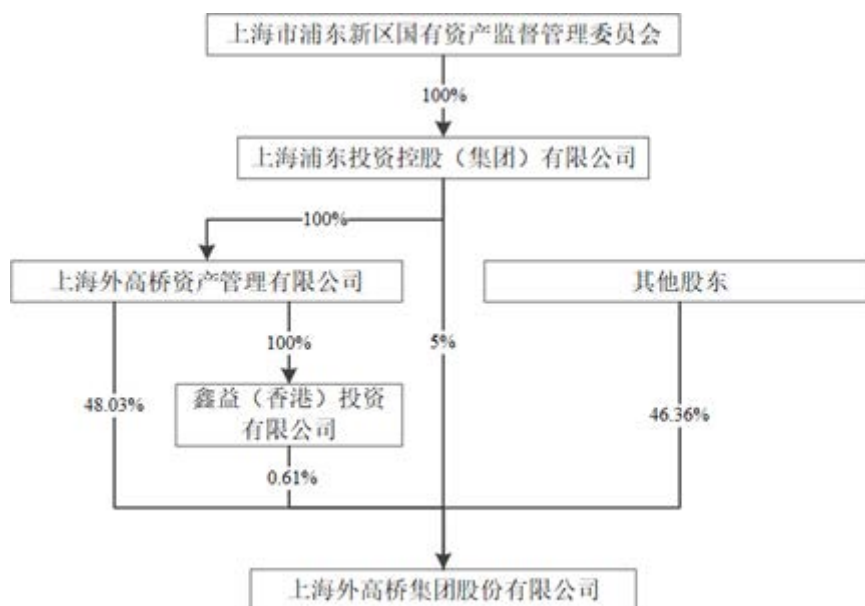 上海市浦东新区国有资产监督管理委员会
100%
上海浦东投资控股（集团）有限公司
100%
上海外高桥资产管理有限公司
其他股东
100%
5%
48.03%
鑫益（香港）投资
有限公司
46.36%
0.61%
上海外高桥集团股份有限公司